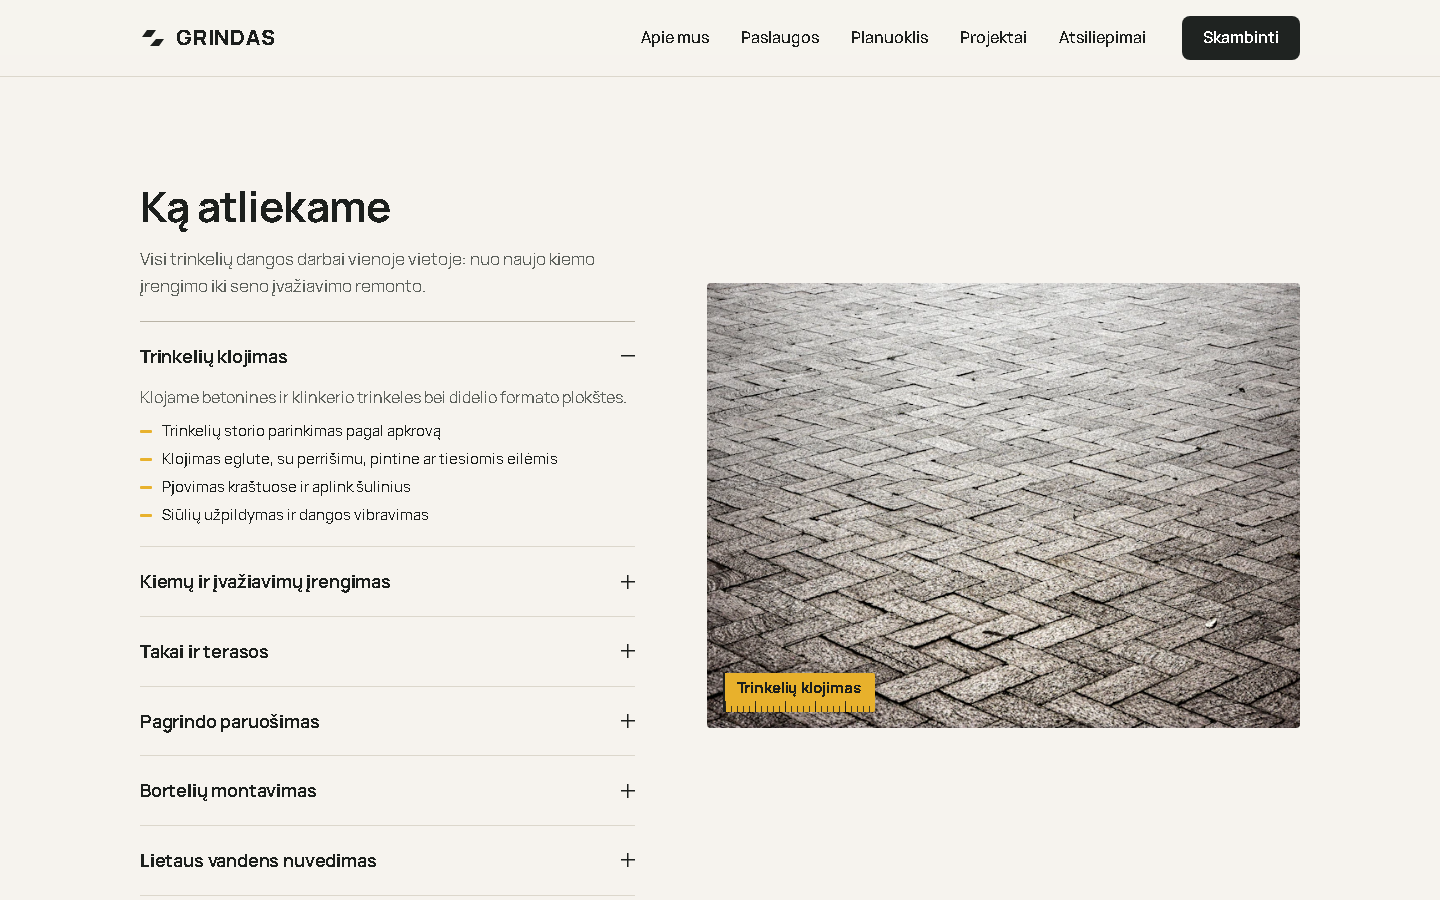 GRINDAS
Apie mus
Paslaugos
Planuoklis
Projektai
Atsiliepimai
Skambinti
Ką atliekame
Visi trinkelių dangos darbai vienoje vietoje: nuo naujo kiemo
įrengimo iki seno įvažiavimo remonto.
Trinkelių klojimas
Klojame betonines ir klinkerio trinkeles bei didelio formato plokštes.
Trinkelių storio parinkimas pagal apkrovą
Klojimas eglute, su perrišimu, pintine ar tiesiomis eilėmis
Pjovimas kraštuose ir aplink šulinius
Siūlių užpildymas ir dangos vibravimas
Kiemų ir įvažiavimų įrengimas
Takai ir terasos
Pagrindo paruošimas
Bortelių montavimas
Lietaus vandens nuvedimas
Trinkelių klojimas